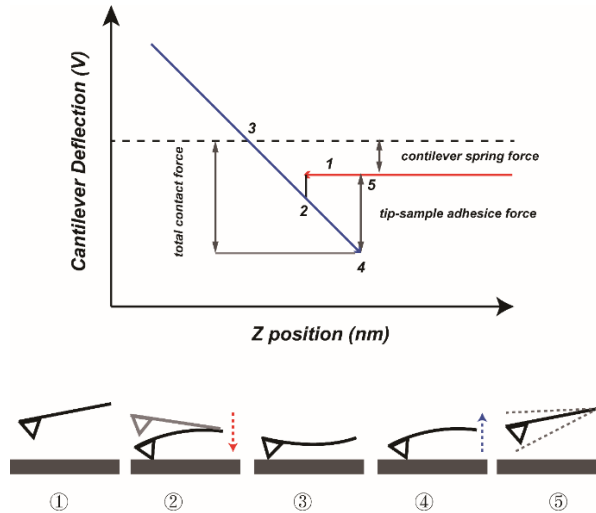 Cantilever Deflection (V)
3
1
contilever spring force
5
total contact force
2
tip-sample adhesice force
4
Z position (nm)
① ② ③ ④ ⑤